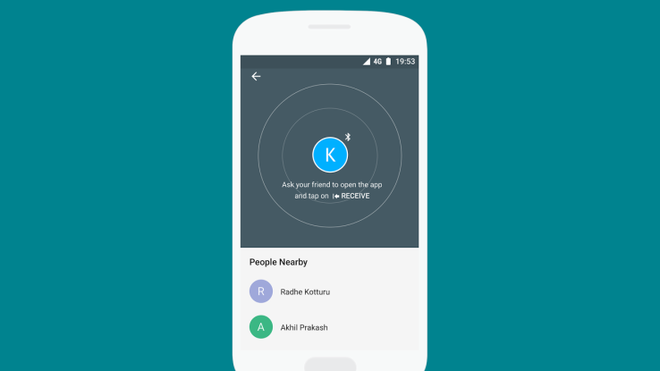 4G 19:53
K
Ask your friend to open the app
and tap on RECEIVE
People Nearby
R Radhe Kotturu
A Akhil Prakash